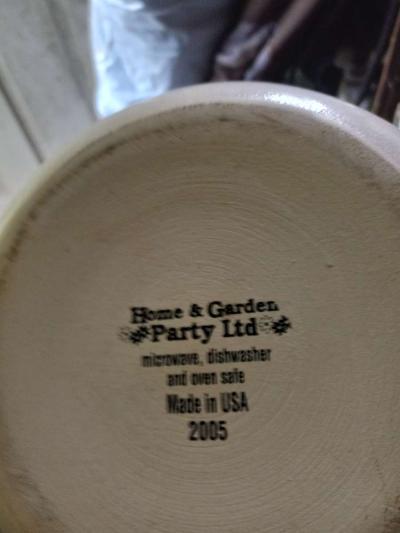 Home & Garden
Party Ltd
microwave, dishwasher
and oven safe
Made in USA
2005